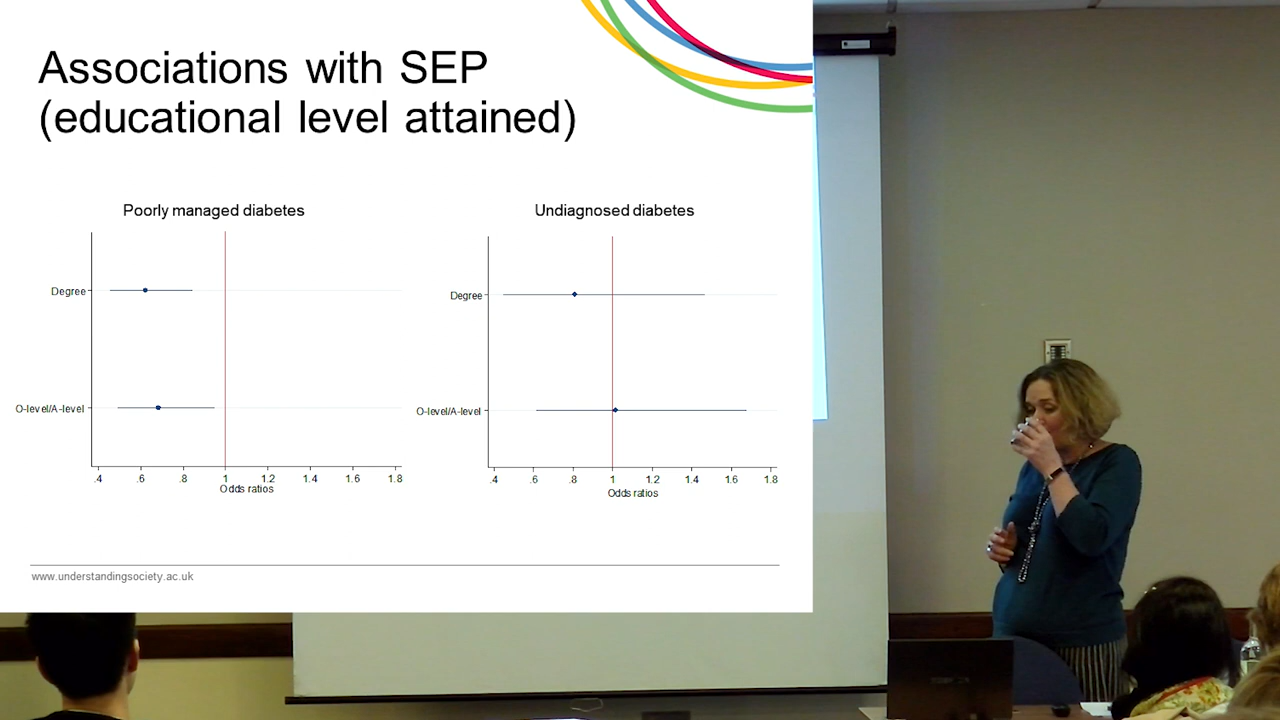 Associations with SEP
(educational level attained)
Poorly managed diabetes
Degree
O-level/A-level
.4 .6 .8 1 1.2 1.4 1.6 1.8
Odds ratios
Undiagnosed diabetes
Degree
O-level/A-level
.4 .6 .8 1 1.2 1.4 1.6 1.8
Odds ratios
www.understandingsociety.ac.uk